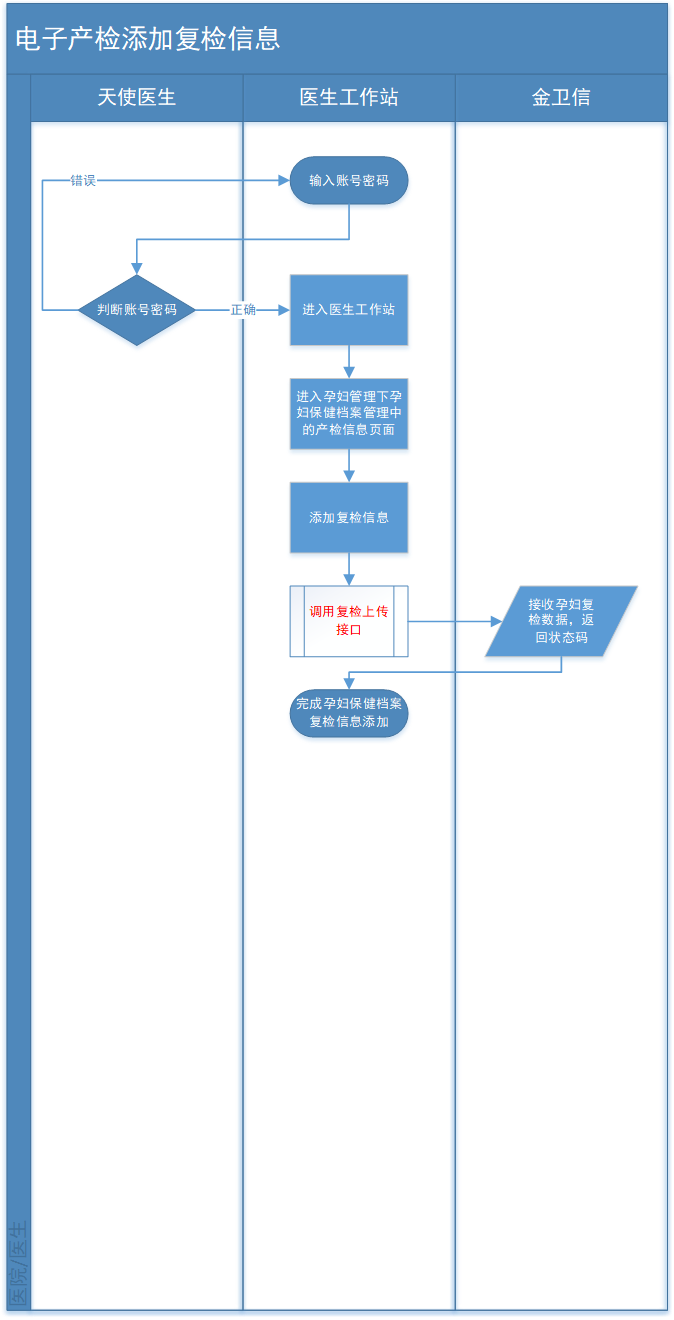 电子产检添加复检信息
天使医生
医生工作站
金卫信
错误
输入账号密码
判断账号密码
正确
进入医生工作站
进入孕妇管理下孕
妇保健档案管理中
的产检信息页面
添加复检信息
调用复检上传
接口
接收孕妇复
检数据，返
回状态码
完成孕妇保健档案
复检信息添加
医院/医生